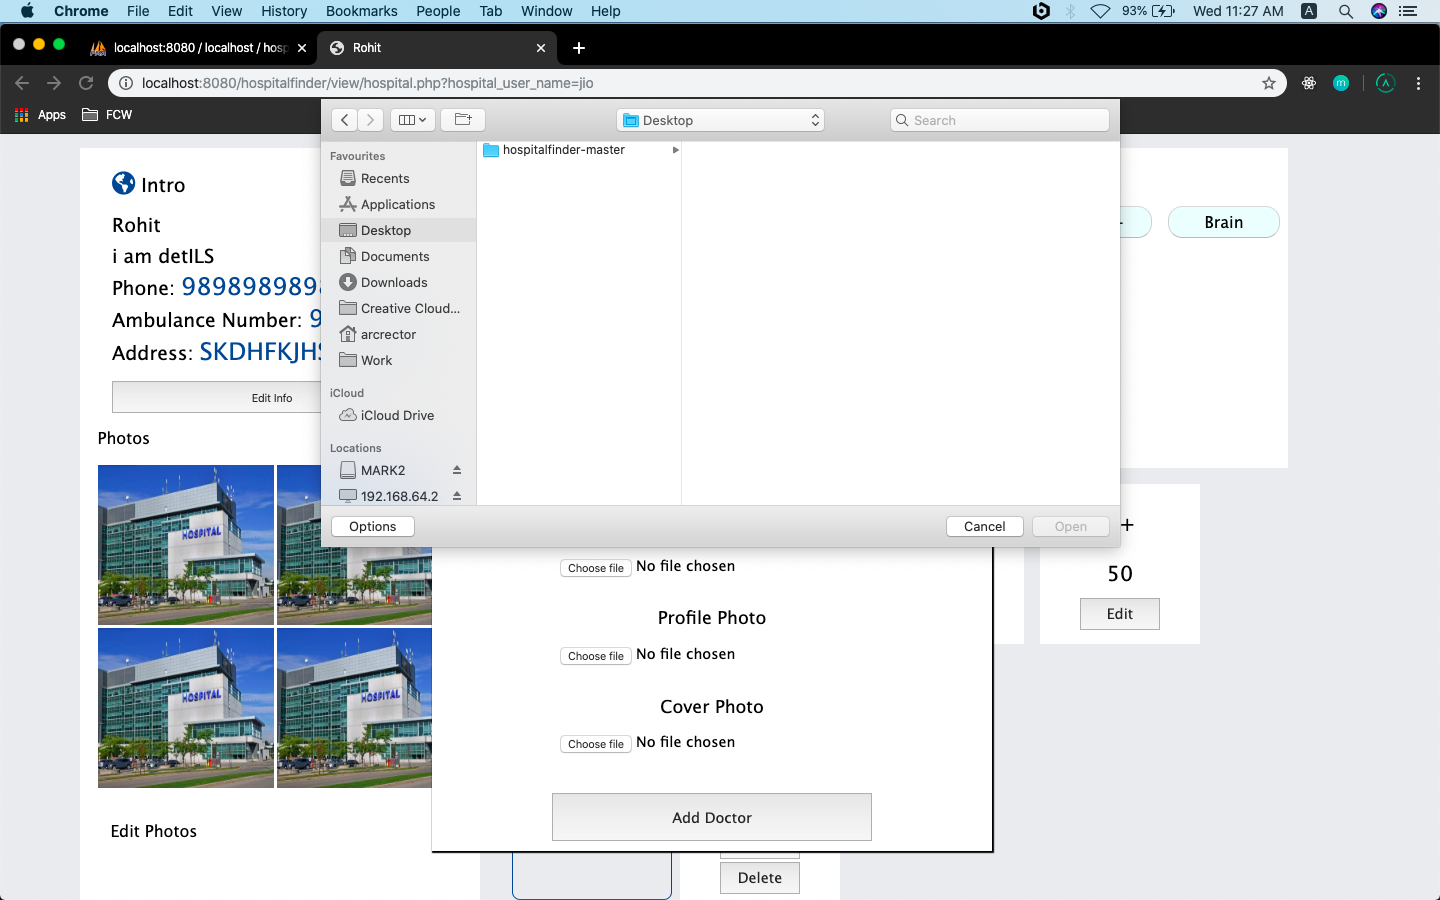 Chrome File Edit View History Bookmarks People Tab Window Help 93% Wed 11:27 AM A
localhost:8080 / localhost / hosp
Rohit
localhost:8080/hospitalfinder/view/hospital.php?hospital_user_name=jio
m
Apps FCW
Desktop
Search
Favourites
Recents
Applications
Desktop
Documents
Downloads
Creative Cloud...
arcrector
Work
iCloud
iCloud Drive
Locations
MARK2
192.168.64.2
hospitalfinder-master
Options
Cancel
Open
Intro
Rohit
i am detILS
Phone: 989898989
Ambulance Number: 9
Address: SKDHFKJHS
Edit Info
Photos
HOSPITAL
HOSPITAL
HOSPITAL
HOSPITAL
Edit Photos
Brain
Choose file No file chosen
Profile Photo
Choose file No file chosen
Cover Photo
Choose file No file chosen
Add Doctor
Delete
+
50
Edit